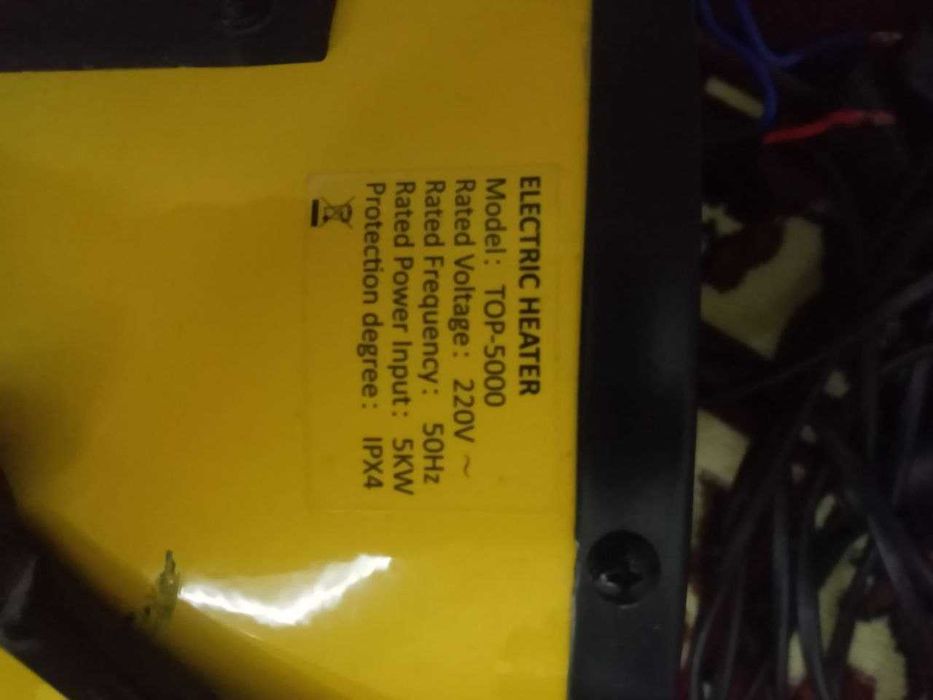 ELECTRIC HEATER
Model: TOP-5000
Rated Voltage: 220V ~
Rated Frequency: 50Hz
Rated Power Input: 5KW
Protection degree: IPX4